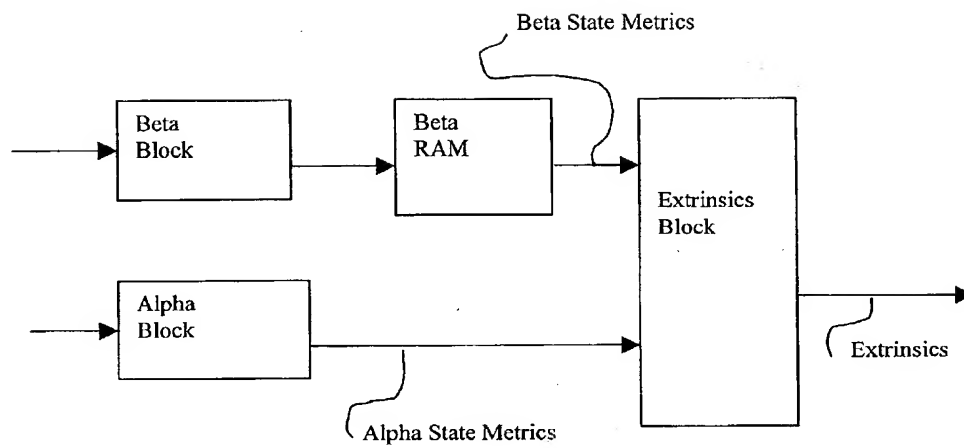 Beta State Metrics
Beta
Block
Beta
RAM
Extrinsics
Block
Alpha
Block
Extrinsics
Alpha State Metrics